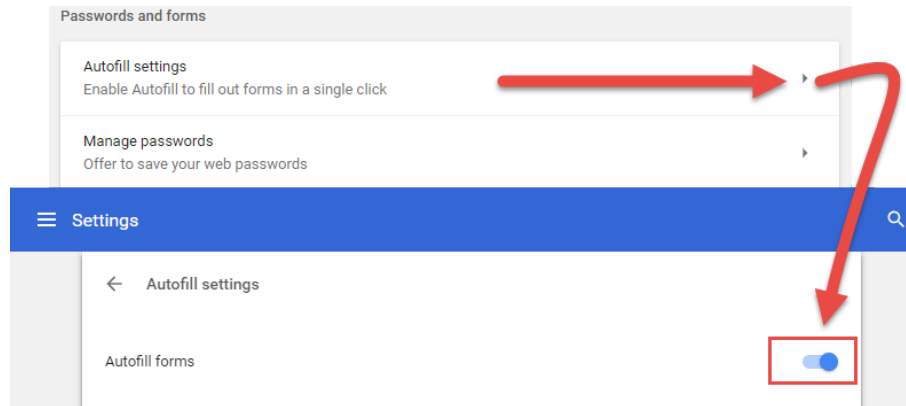 Passwords and forms
Autofill settings
Enable Autofill to fill out forms in a single click
Manage passwords
Offer to save your web passwords
Settings
Autofill settings
Autofill forms